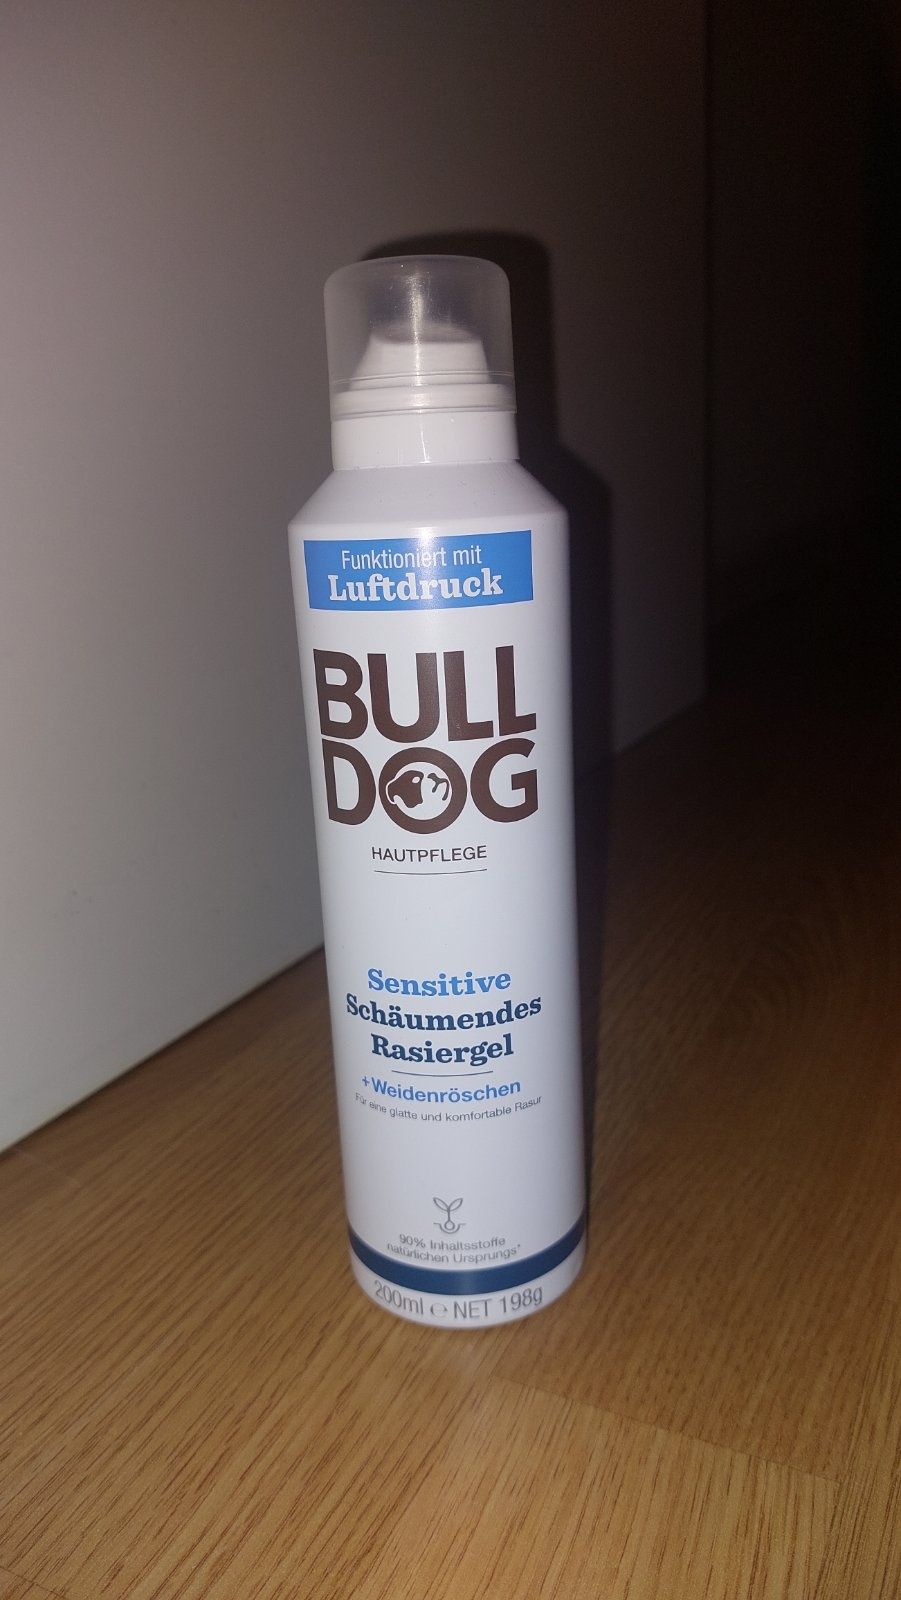 Funktioniert mit
Luftdruck
BULL
DOG
HAUTPFLEGE
Sensitive
Schäumendes
Rasiergel
+Weidenröschen
Für eine glatte und komfortable Rasur
90% Inhaltsstoffe
natürlichen Ursprungs*
200ml ℮ NET 198g